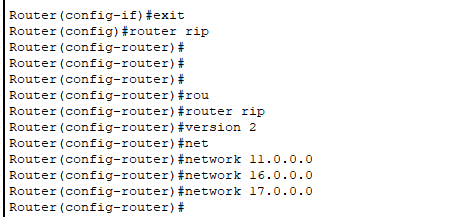 Router(config-if)#exit
Router(config)#router rip
Router(config-router)#
Router(config-router)#
Router(config-router)#
Router(config-router)#rou
Router(config-router)#router rip
Router(config-router)#version 2
Router(config-router)#net
Router(config-router)#network 11.0.0.0
Router(config-router)#network 16.0.0.0
Router(config-router)#network 17.0.0.0
Router(config-router)#